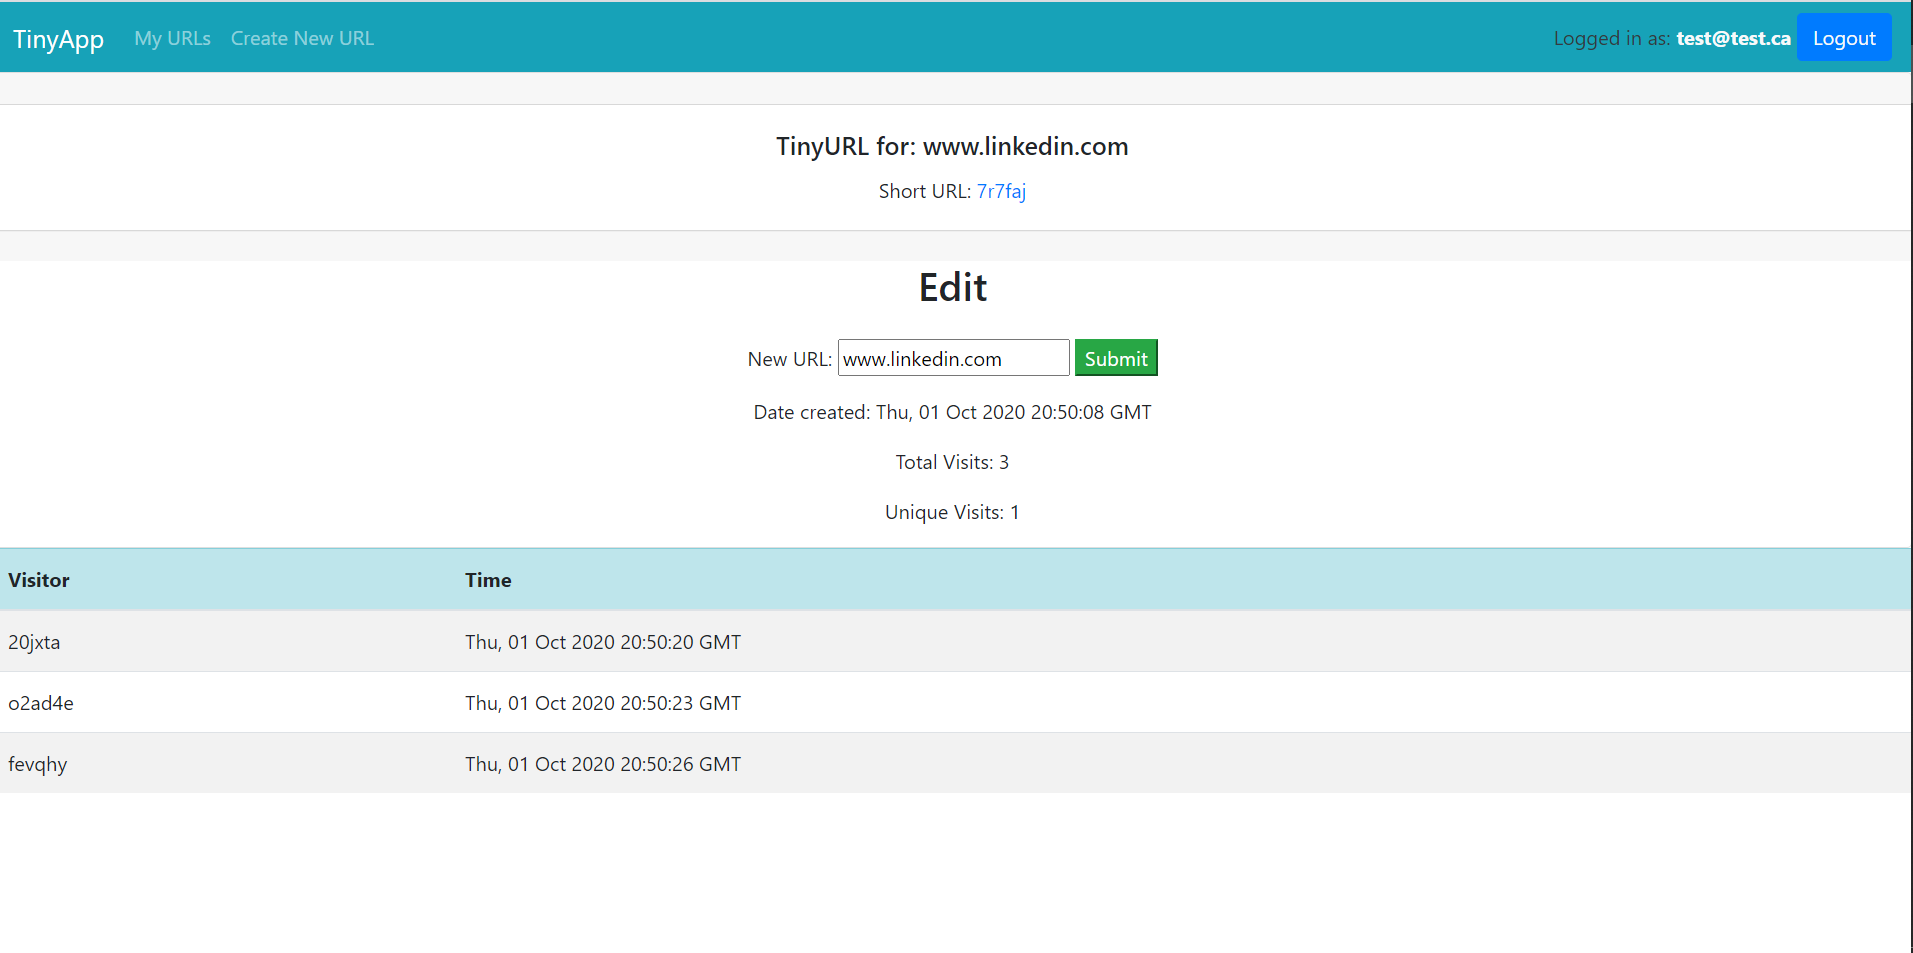 TinyApp My URLs Create New URL Logged in as: test@test.ca Logout
TinyURL for: www.linkedin.com
Short URL: 7r7faj
Edit
New URL: www.linkedin.com Submit
Date created: Thu, 01 Oct 2020 20:50:08 GMT
Total Visits: 3
Unique Visits: 1
Visitor Time
20jxta Thu, 01 Oct 2020 20:50:20 GMT
o2ad4e Thu, 01 Oct 2020 20:50:23 GMT
fevqhy Thu, 01 Oct 2020 20:50:26 GMT